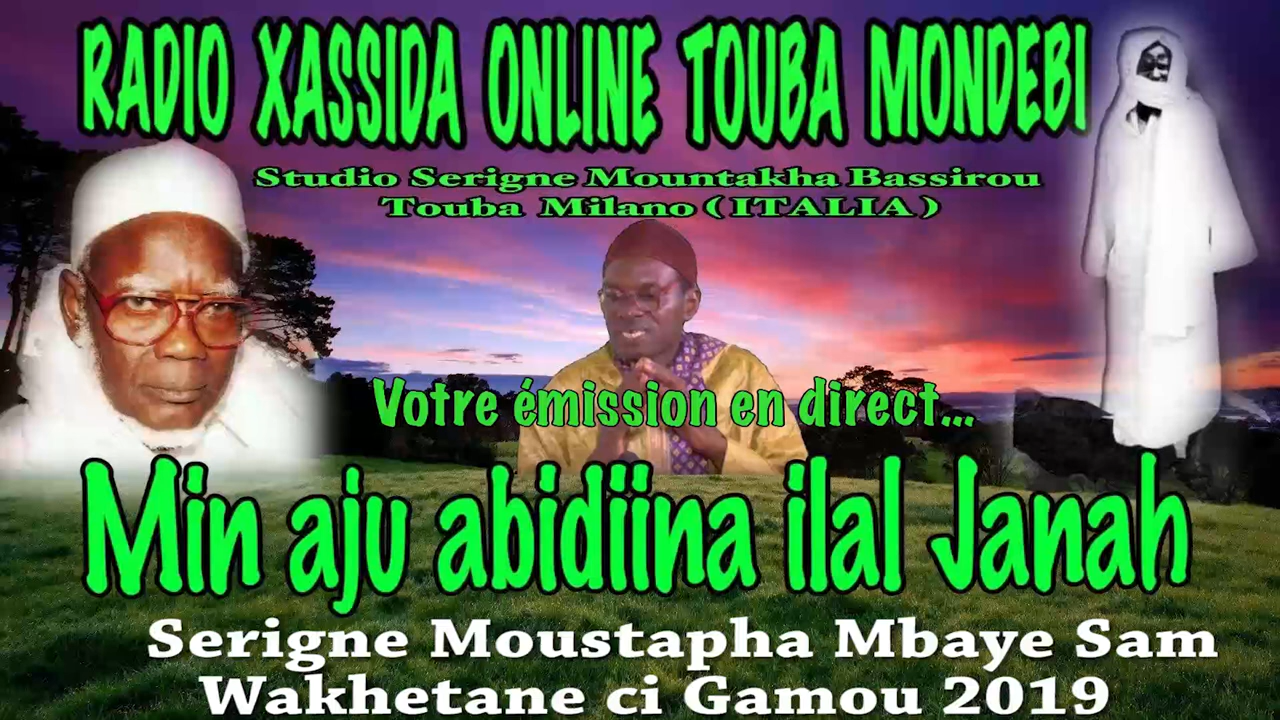 RADIO XASSIDA ONLINE TOUBA MONDEBI
Studio Serigne Mountakha Bassirou
Touba Milano (ITALIA)
Votre émission en direct...
Min aju abidiina ilal Janah
Serigne Moustapha Mbaye Sam
Wakhetane ci Gamou 2019